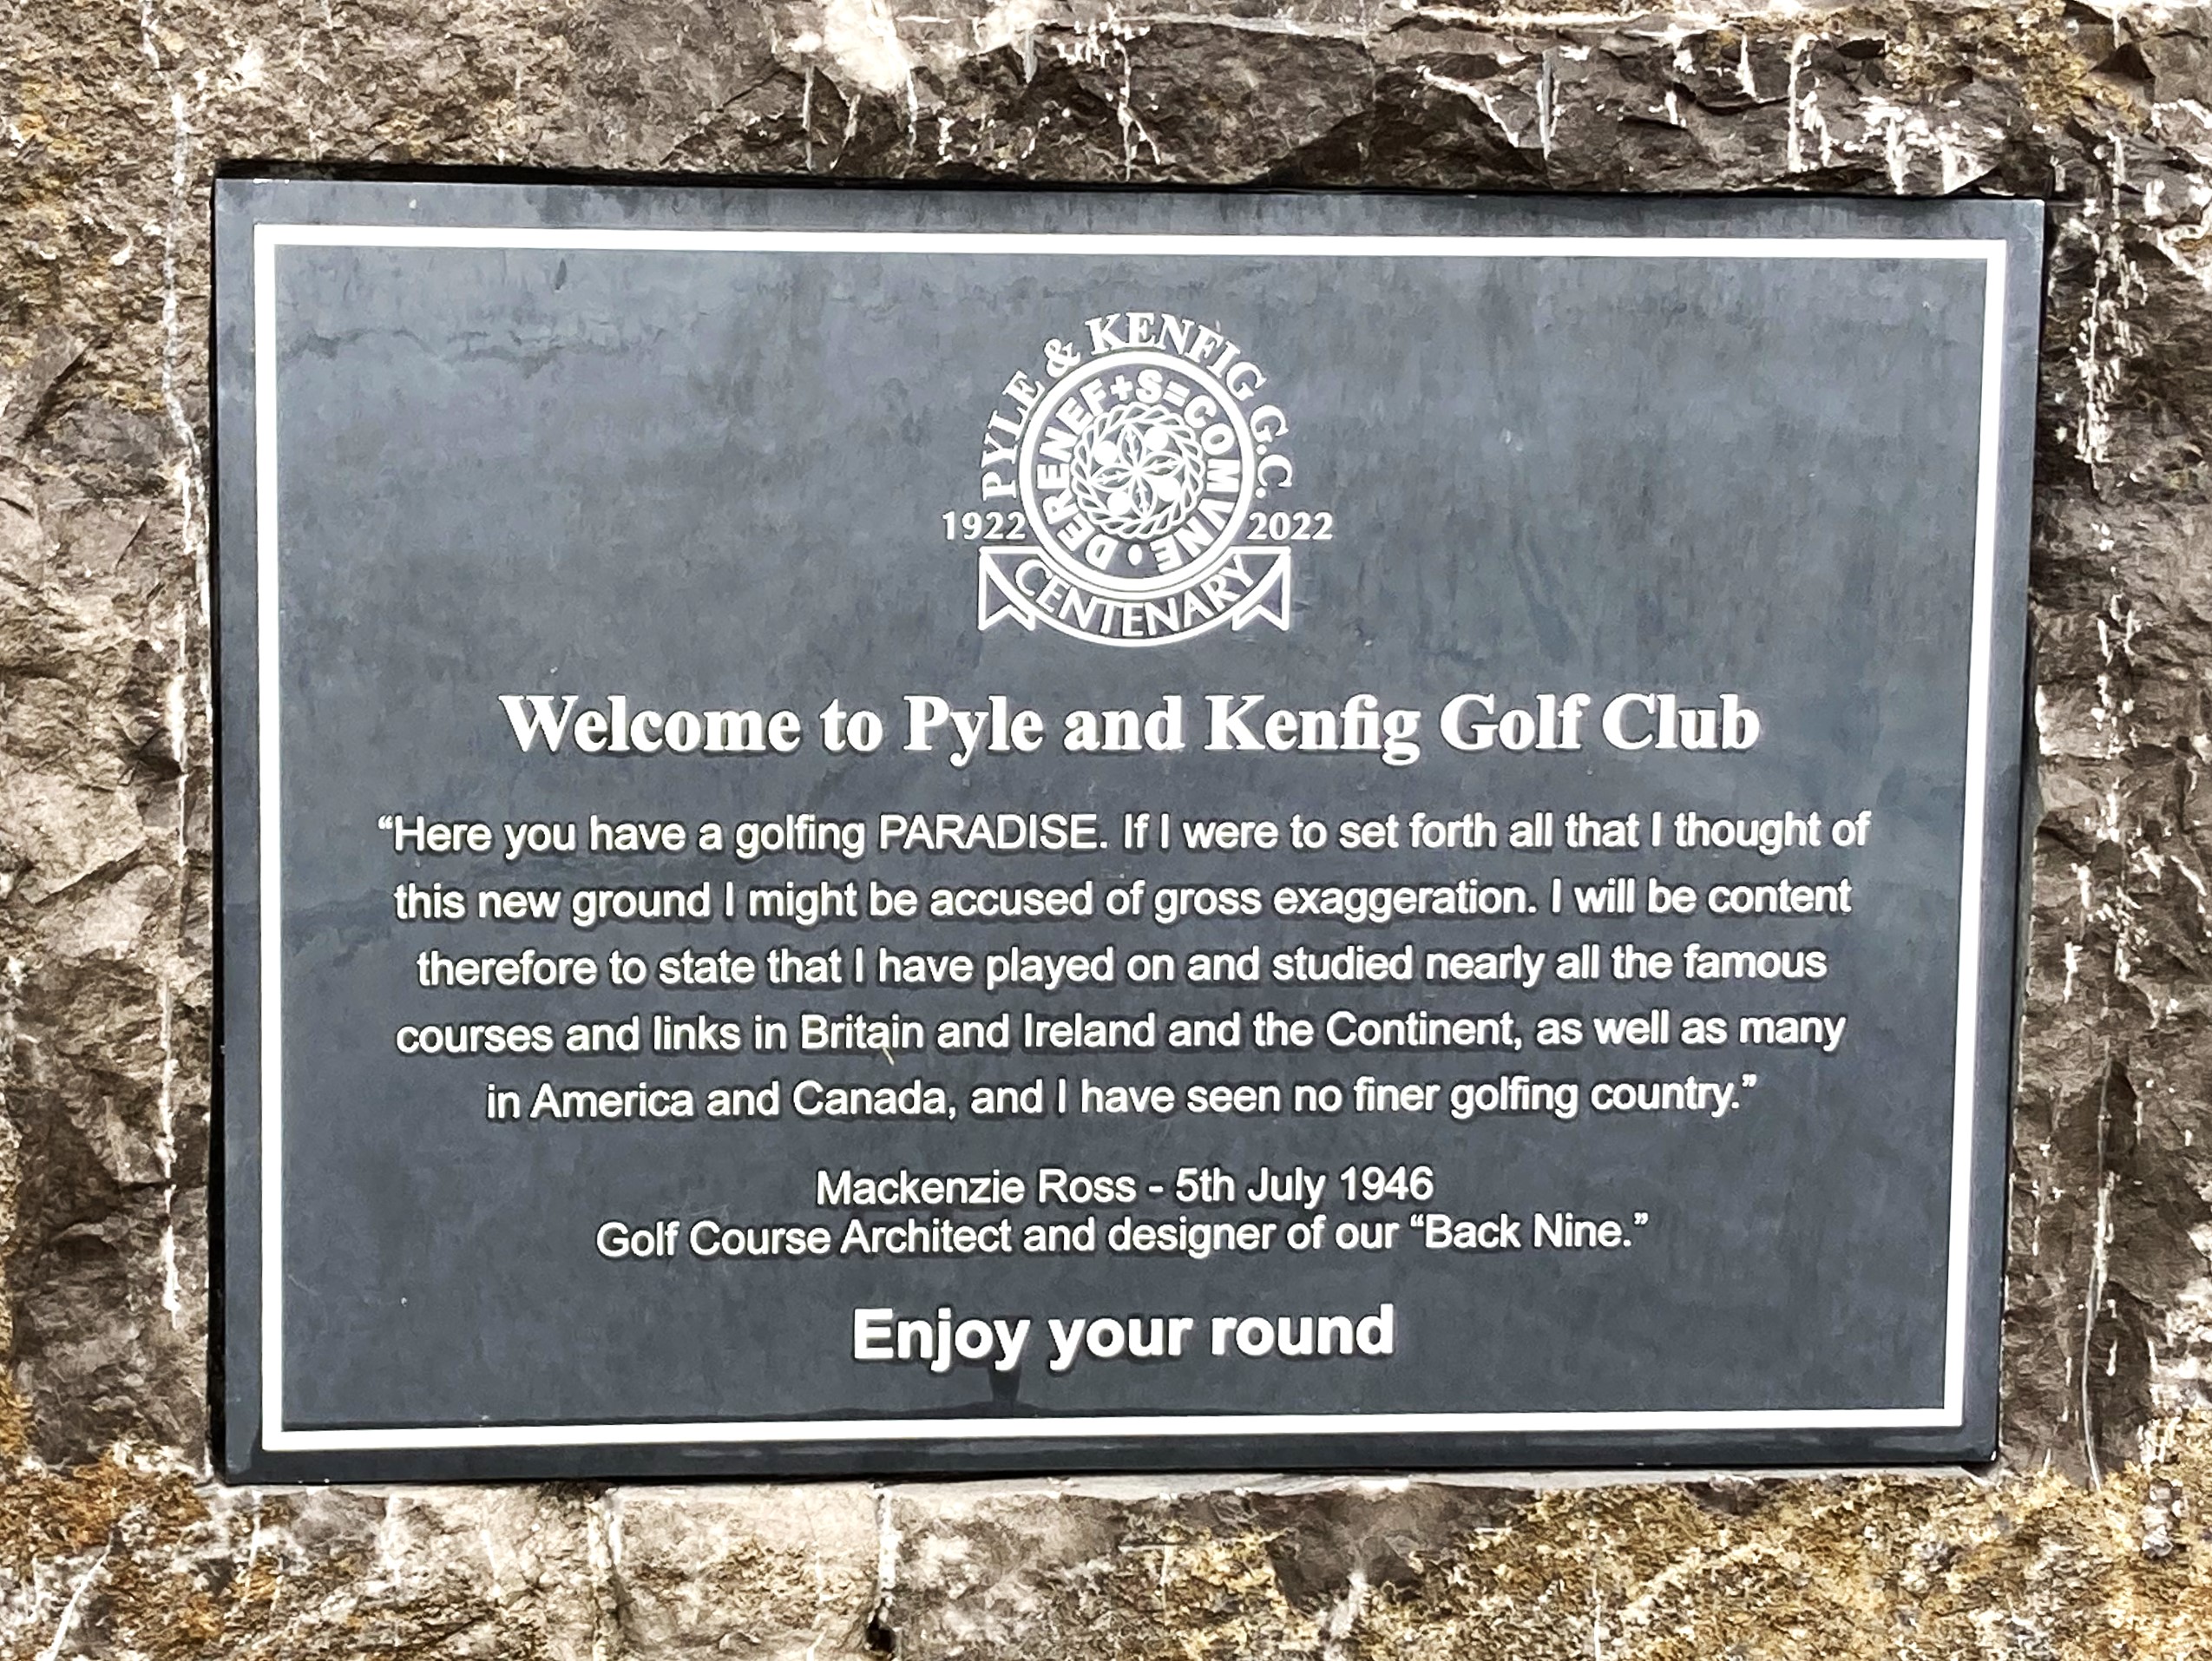 PYLE & KENFIG G.C.
S=COMVNE•DERENEF+
1922 2022
CENTENARY
Welcome to Pyle and Kenfig Golf Club
“Here you have a golfing PARADISE. If I were to set forth all that I thought of
this new ground I might be accused of gross exaggeration. I will be content
therefore to state that I have played on and studied nearly all the famous
courses and links in Britain and Ireland and the Continent, as well as many
in America and Canada, and I have seen no finer golfing country.”
Mackenzie Ross - 5th July 1946
Golf Course Architect and designer of our “Back Nine.”
Enjoy your round